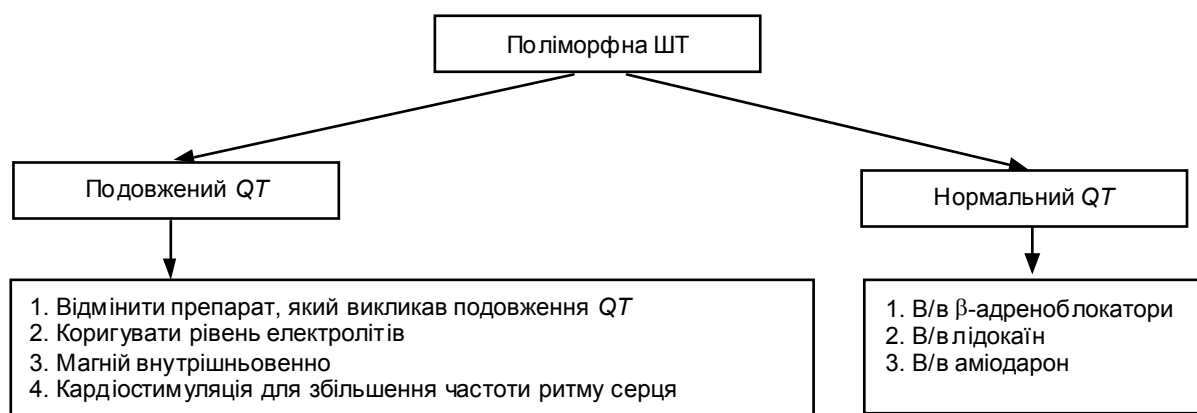 Поліморфна ШТ
Подовжений QT
Нормальний QT
1. Відмінити препарат, який викликав подовження QT
2. Коригувати рівень електролітів
3. Магній внутрішньовенно
4. Кардіостимуляція для збільшення частоти ритму серця
1. В/в β-адреноблокатори
2. В/в лідокаїн
3. В/в аміодарон